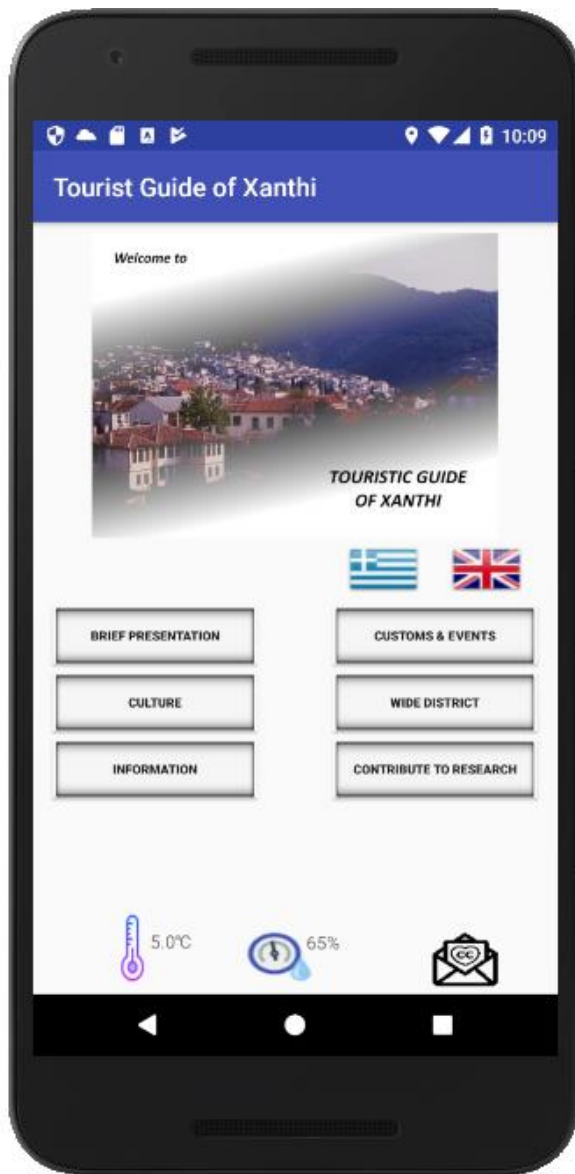 10:09
Tourist Guide of Xanthi
Welcome to
TOURISTIC GUIDE
OF XANTHI
BRIEF PRESENTATION
CUSTOMS & EVENTS
CULTURE
WIDE DISTRICT
INFORMATION
CONTRIBUTE TO RESEARCH
5.0°C
65%
CC